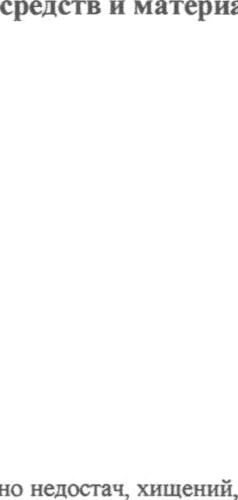 средств и материа
но недостач, хищений,